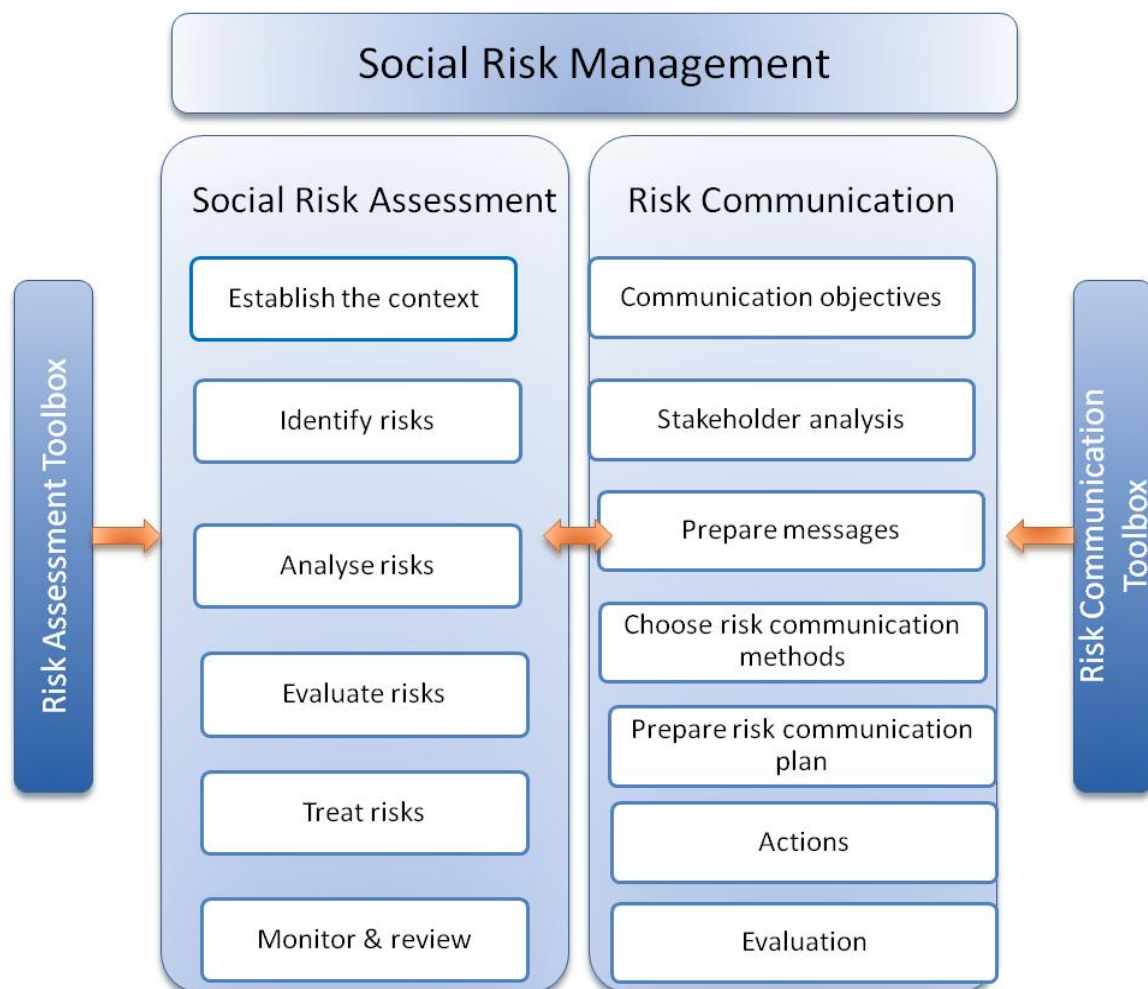 Social Risk Management
Social Risk Assessment
Establish the context
Identify risks
Analyse risks
Evaluate risks
Treat risks
Monitor & review
Risk Communication
Communication objectives
Stakeholder analysis
Prepare messages
Choose risk communication
methods
Prepare risk communication
plan
Actions
Evaluation
Risk Assessment Toolbox
Risk Communication
Toolbox